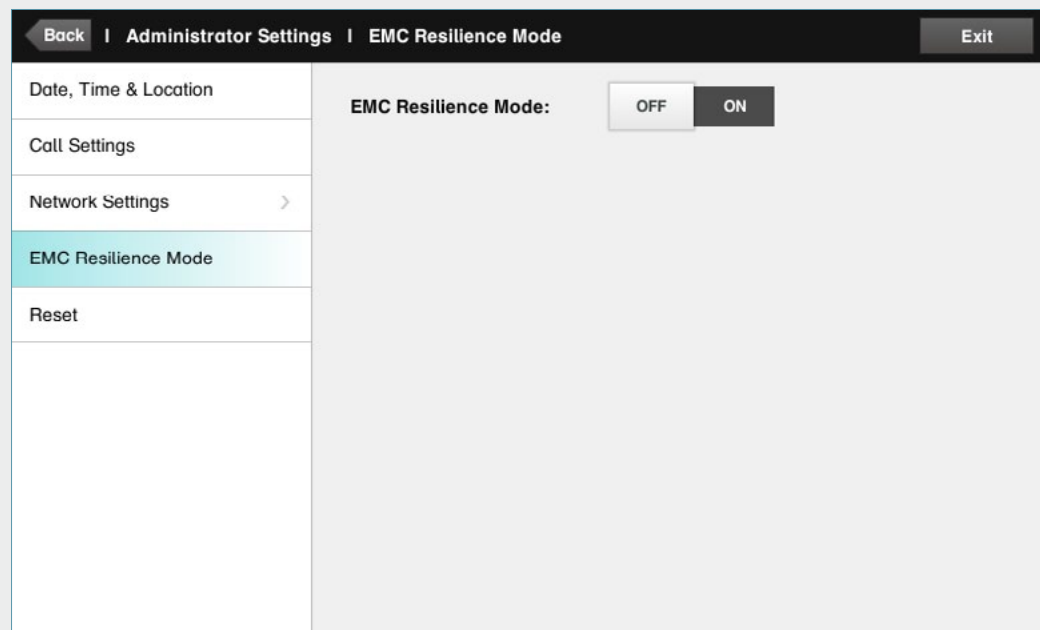 Back | Administrator Settings | EMC Resilience Mode Exit
Date, Time & Location
EMC Resilience Mode: OFF ON
Call Settings
Network Settings
EMC Resilience Mode
Reset